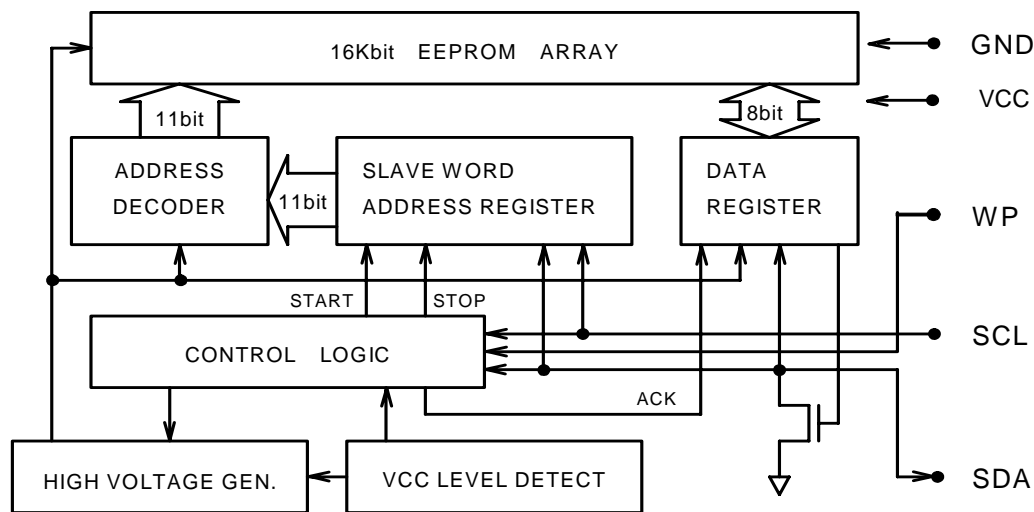 16Kbit EEPROM ARRAY
GND
VCC
11bit
8bit
ADDRESS
DECODER
11bit
SLAVE WORD
ADDRESS REGISTER
DATA
REGISTER
WP
START
STOP
SCL
CONTROL LOGIC
ACK
HIGH VOLTAGE GEN.
VCC LEVEL DETECT
SDA